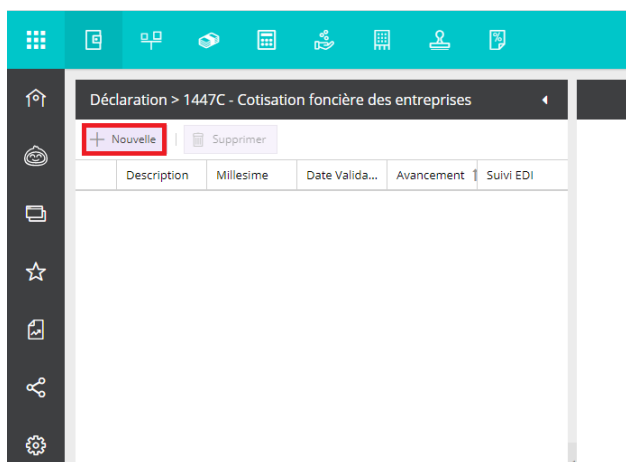 Déclaration > 1447C - Cotisation foncière des entreprises
Nouvelle Supprimer
Description Millesime Date Valida... Avancement Suivi EDI